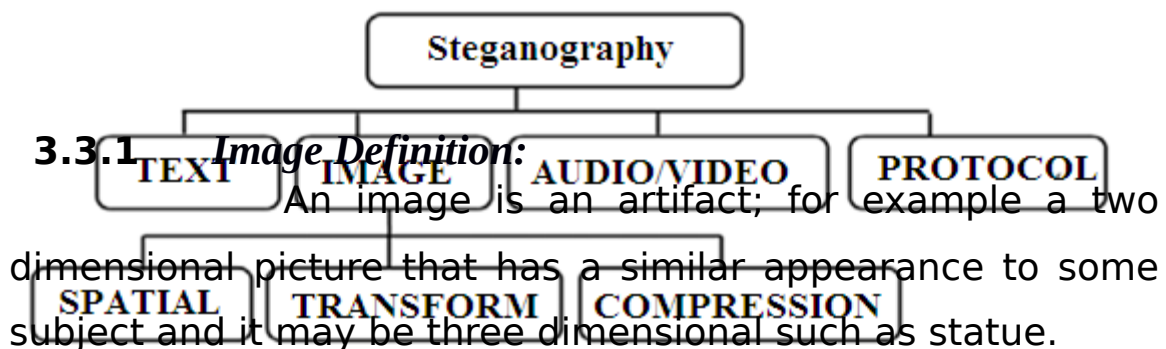 Steganography
3.3.1 Image Definition:
TEXT IMAGE AUDIO/VIDEO PROTOCOL
An image is an artifact; for example a two
dimensional picture that has a similar appearance to some
SPATIAL TRANSFORM COMPRESSION
subject and it may be three dimensional such as statue.